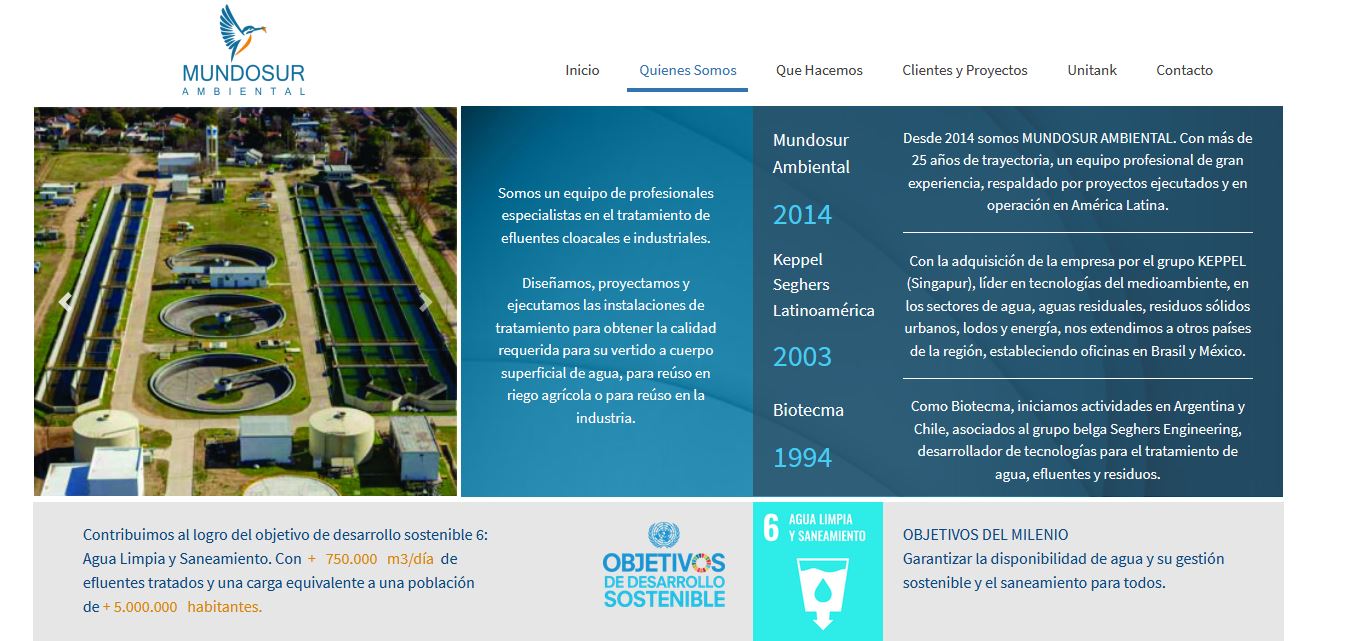 MUNDOSUR
AMBIENTAL
Inicio
Quienes Somos
Que Hacemos
Clientes y Proyectos
Unitank
Contacto
Somos un equipo de profesionales
especialistas en el tratamiento de
efluentes cloacales e industriales.
Diseñamos, proyectamos y
ejecutamos las instalaciones de
tratamiento para obtener la calidad
requerida para su vertido a cuerpo
superficial de agua, para reúso en
riego agrícola o para reúso en la
industria.
Mundosur
Ambiental
2014
Desde 2014 somos MUNDOSUR AMBIENTAL. Con más de
25 años de trayectoria, un equipo profesional de gran
experiencia, respaldado por proyectos ejecutados y en
operación en América Latina.
Keppel
Seghers
Latinoamérica
2003
Con la adquisición de la empresa por el grupo KEPPEL
(Singapur), líder en tecnologías del medioambiente, en
los sectores de agua, aguas residuales, residuos sólidos
urbanos, lodos y energía, nos extendimos a otros países
de la región, estableciendo oficinas en Brasil y México.
Biotecma
1994
Como Biotecma, iniciamos actividades en Argentina y
Chile, asociados al grupo belga Seghers Engineering,
desarrollador de tecnologías para el tratamiento de
agua, efluentes y residuos.
Contribuimos al logro del objetivo de desarrollo sostenible 6:
Agua Limpia y Saneamiento. Con + 750.000 m3/día de
efluentes tratados y una carga equivalente a una población
de + 5.000.000 habitantes.
OBJETIVOS
DE DESARROLLO
SOSTENIBLE
6 AGUA LIMPIA
Y SANEAMIENTO
OBJETIVOS DEL MILENIO
Garantizar la disponibilidad de agua y su gestión
sostenible y el saneamiento para todos.